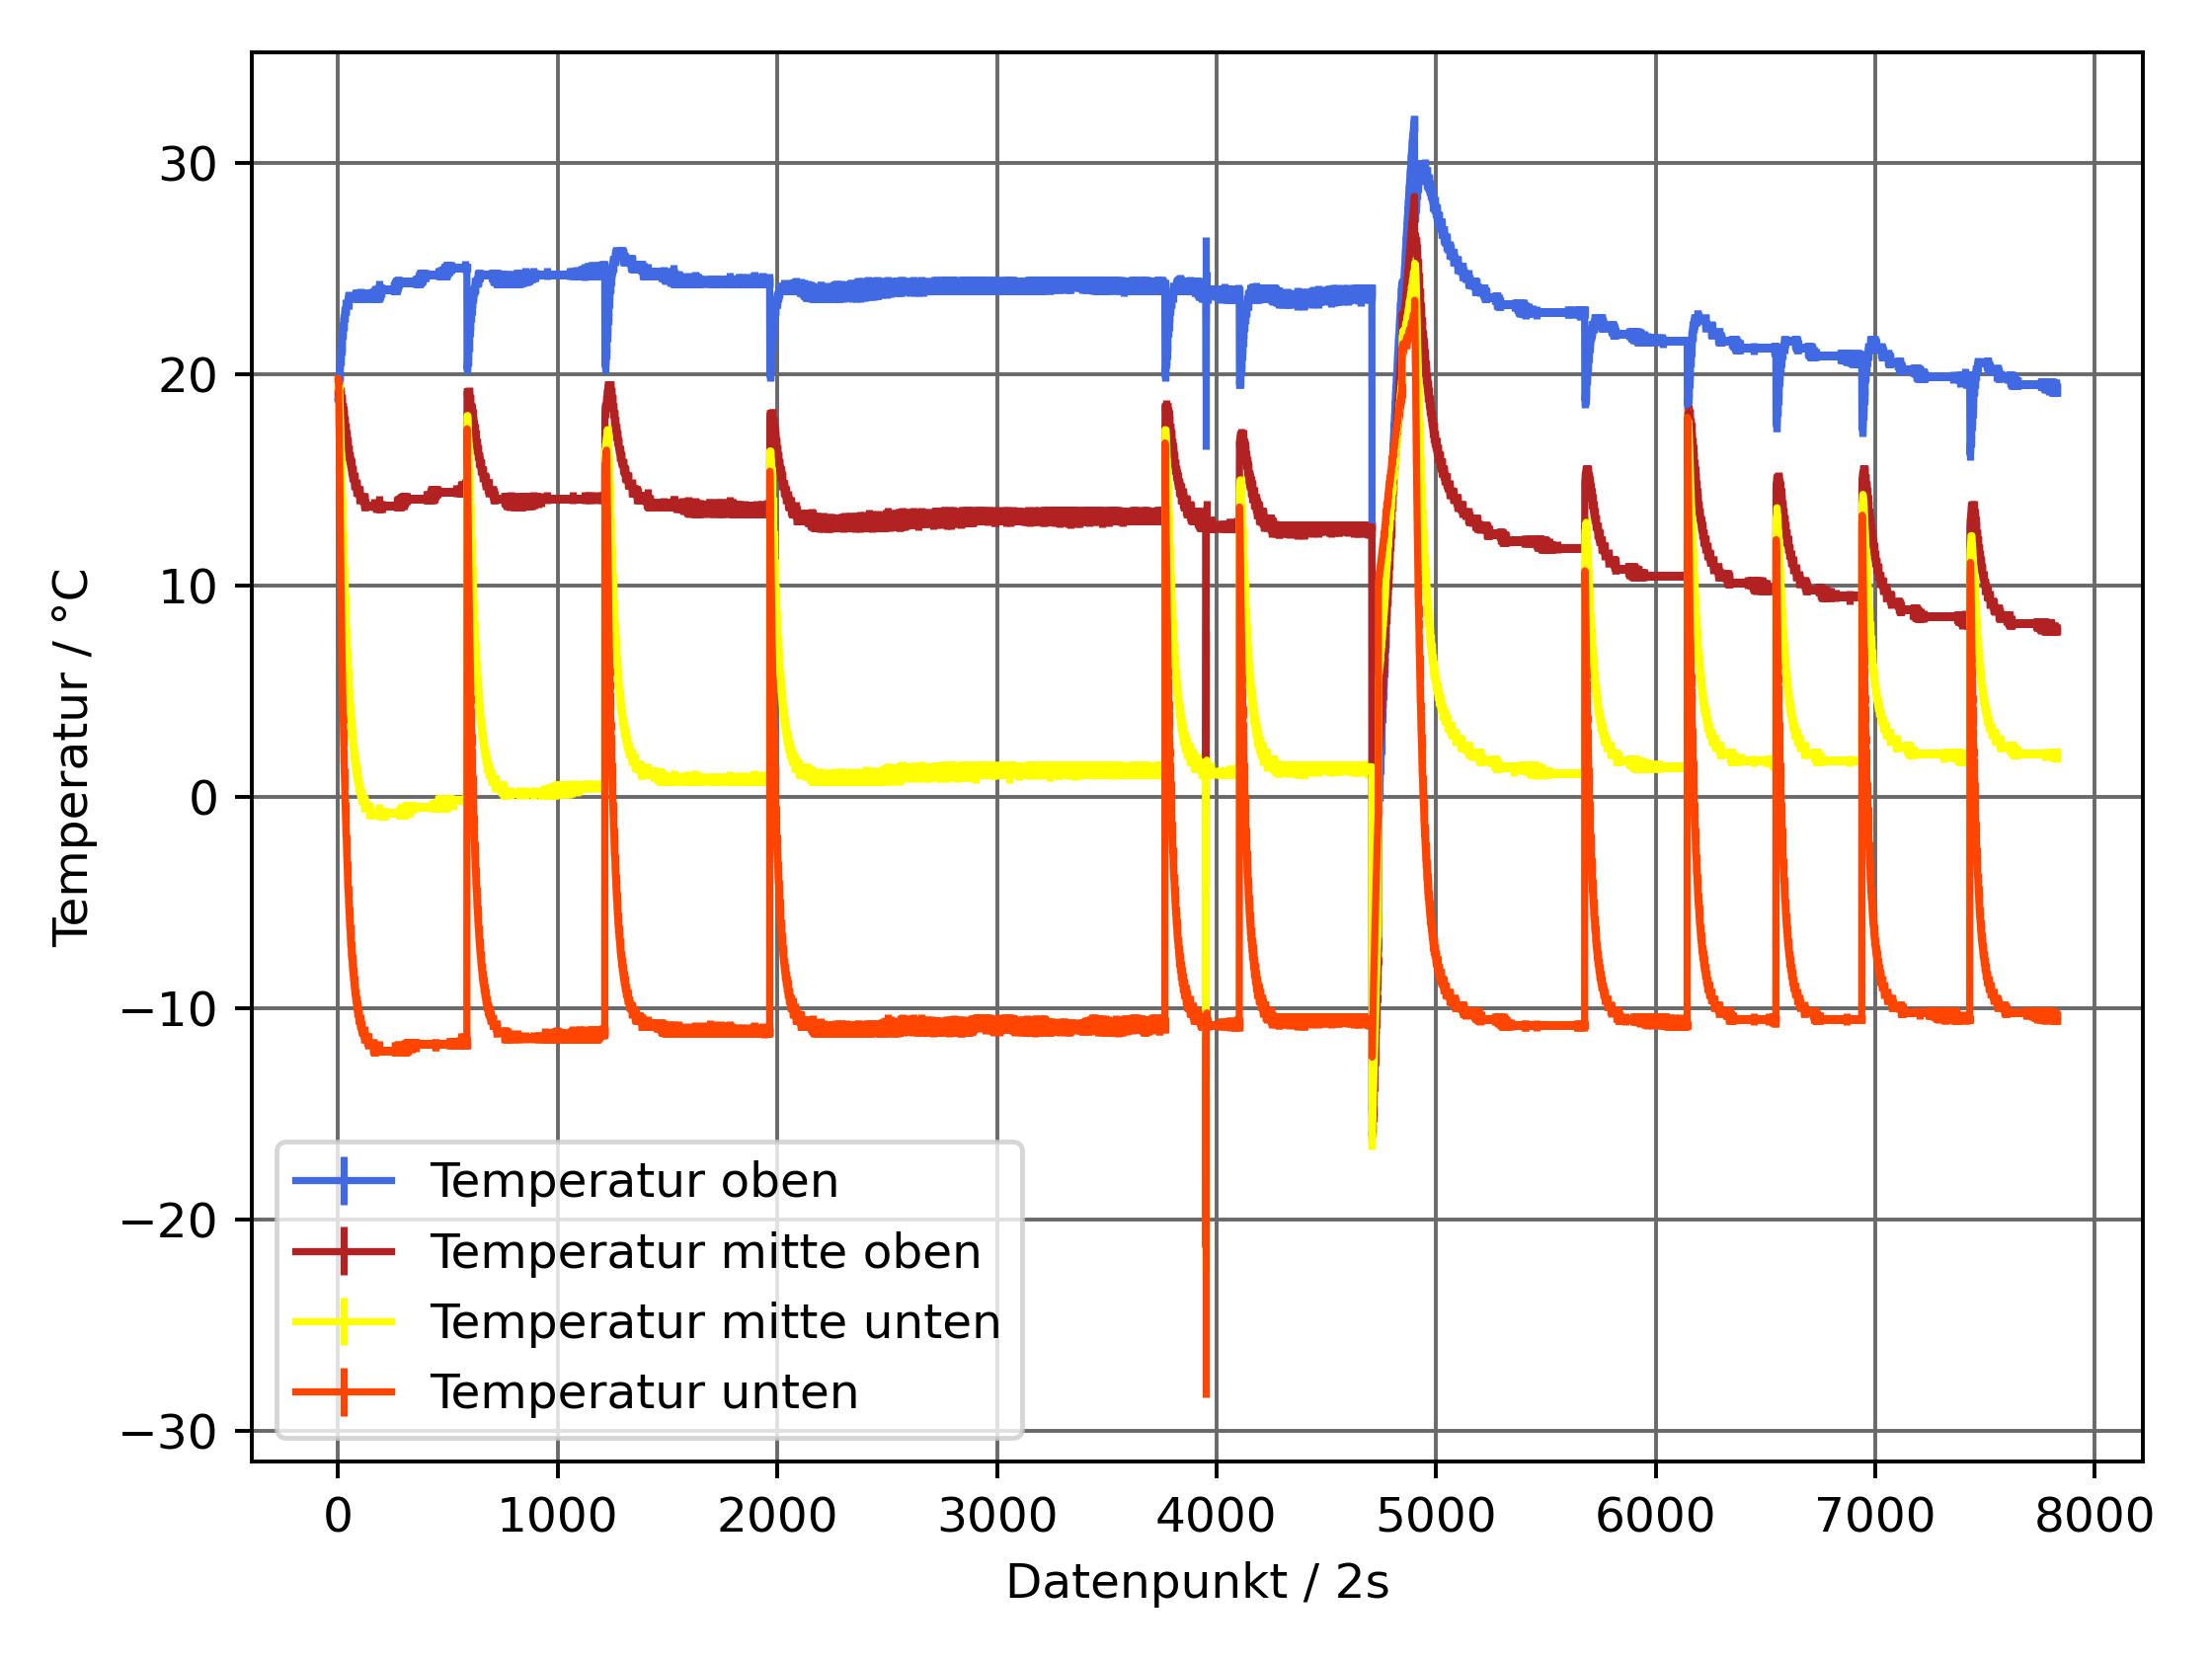 30
20
10
0
−10
−20
−30
Temperatur / °C
Temperatur oben
Temperatur mitte oben
Temperatur mitte unten
Temperatur unten
0 1000 2000 3000 4000 5000 6000 7000 8000
Datenpunkt / 2s